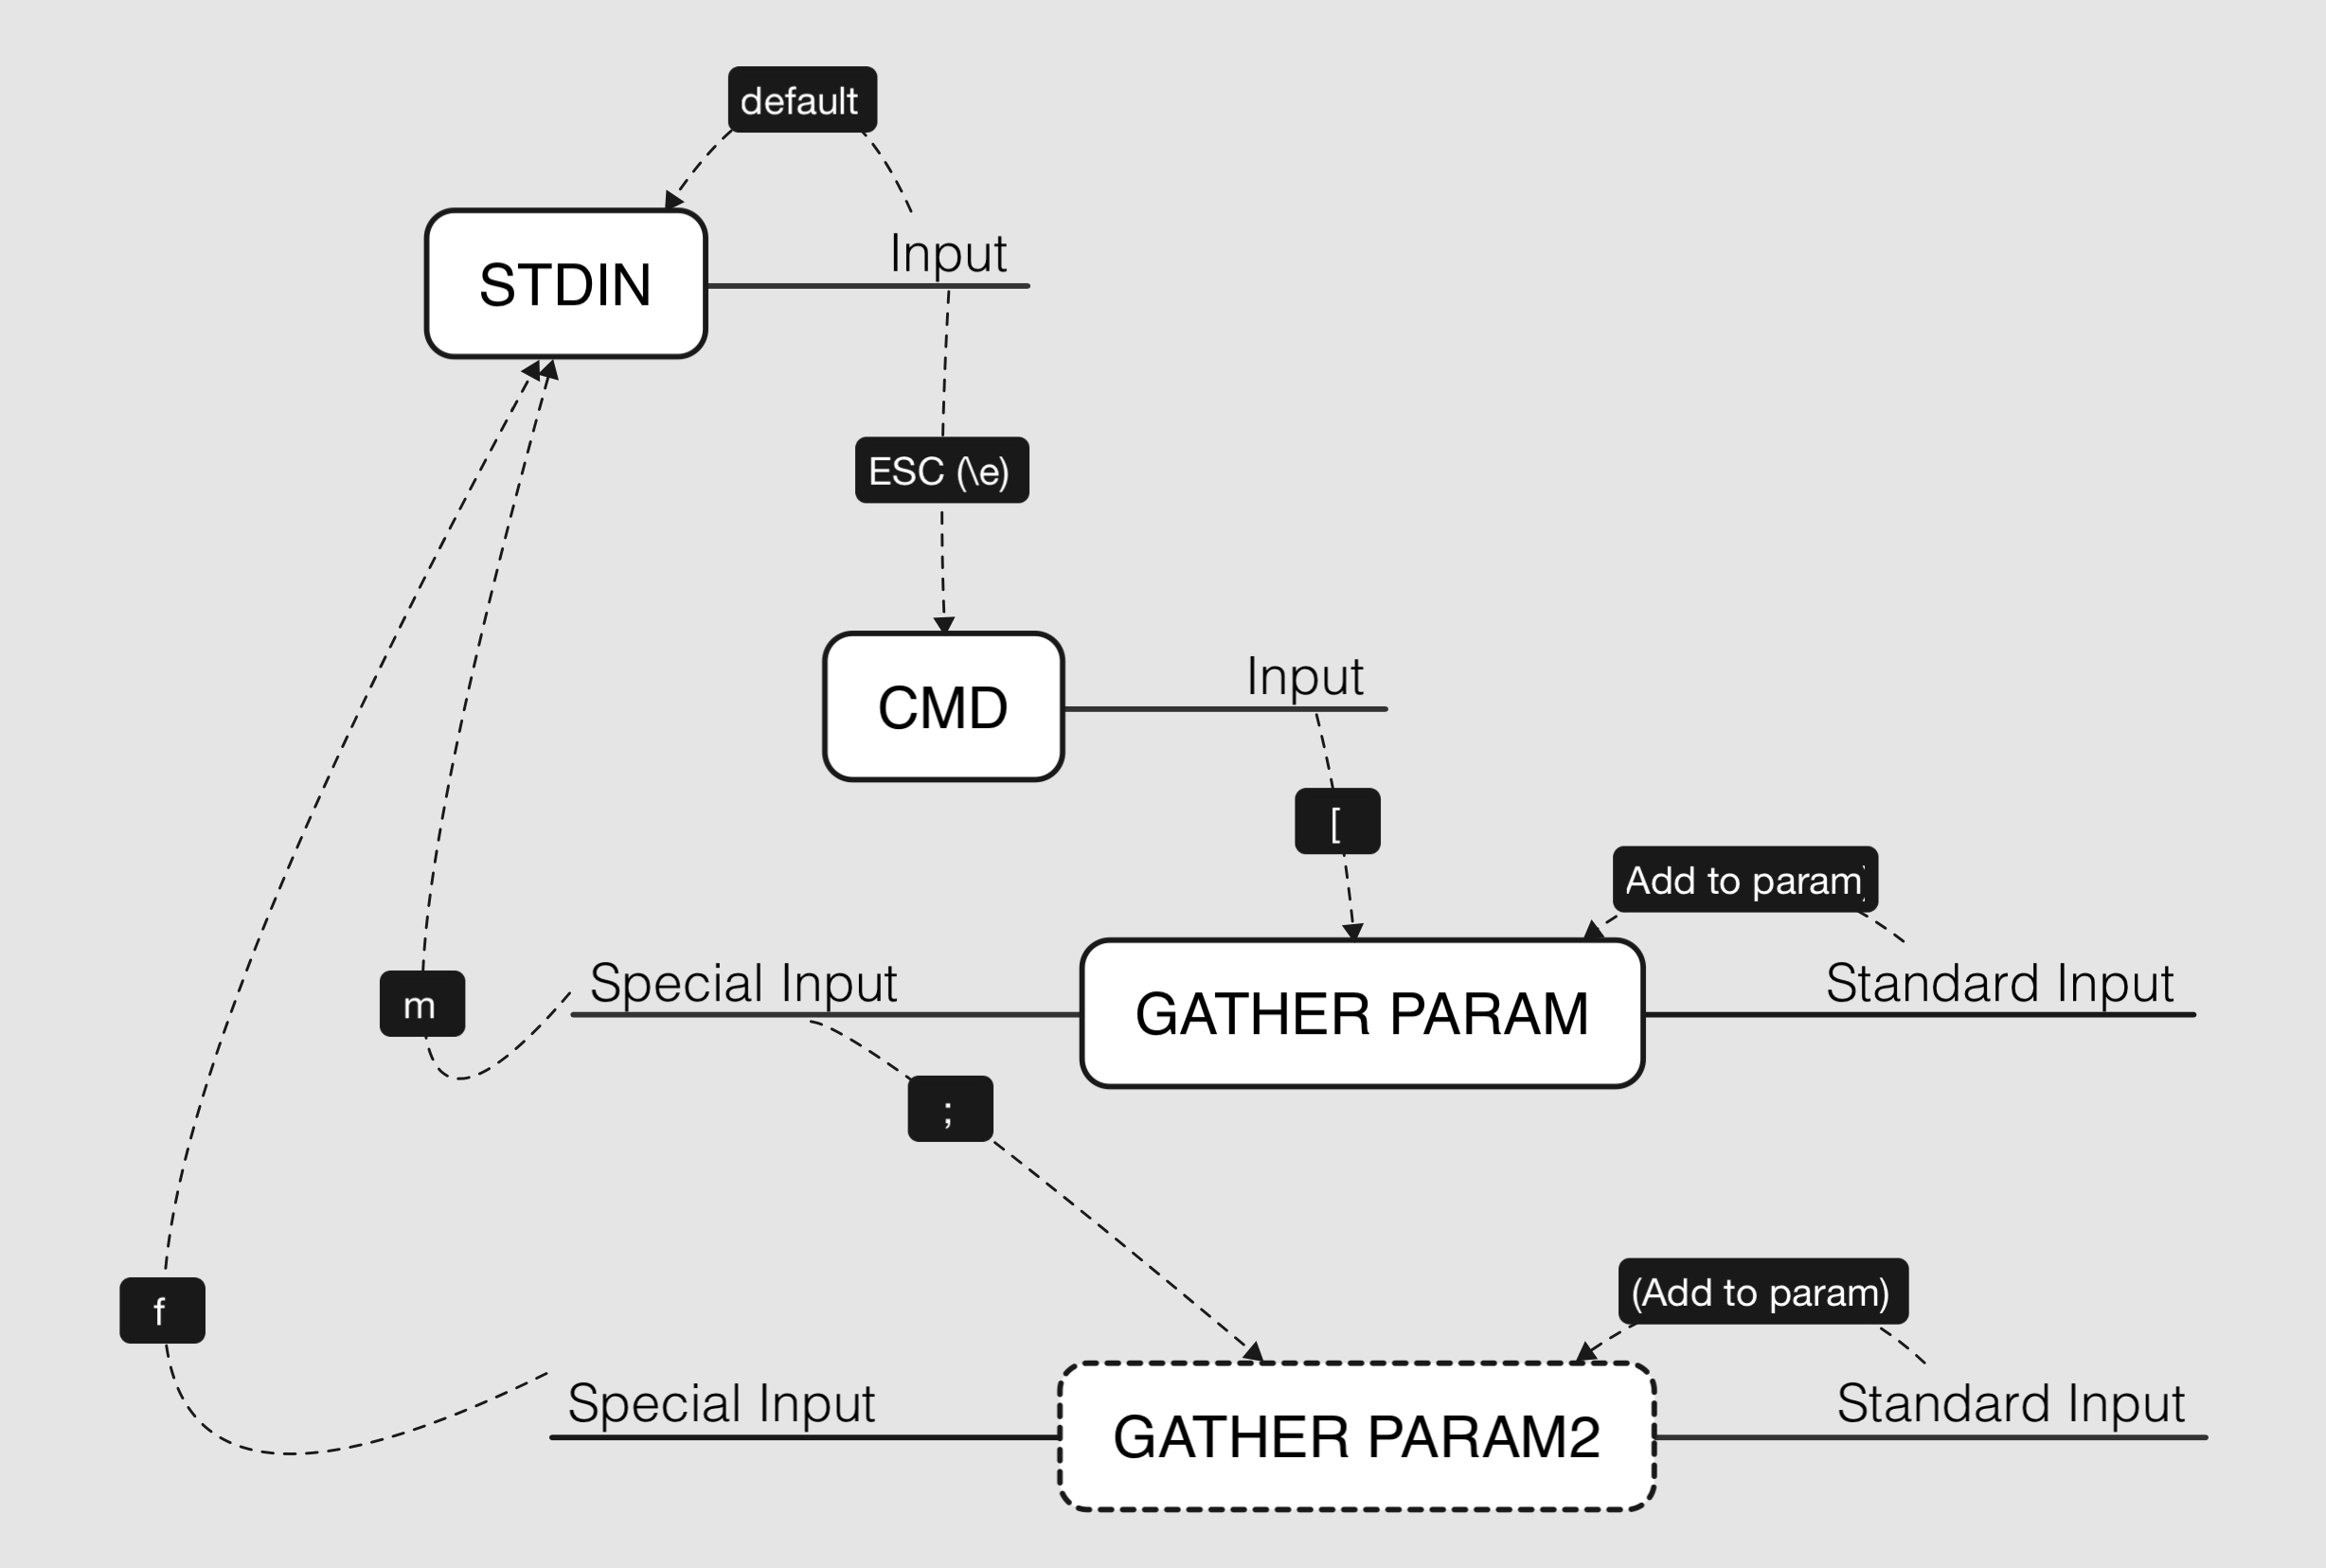 default
STDIN
Input
ESC (\e)
CMD
Input
[
Add to param)
m
Special Input
GATHER PARAM
Standard Input
;
f
(Add to param)
Special Input
GATHER PARAM2
Standard Input